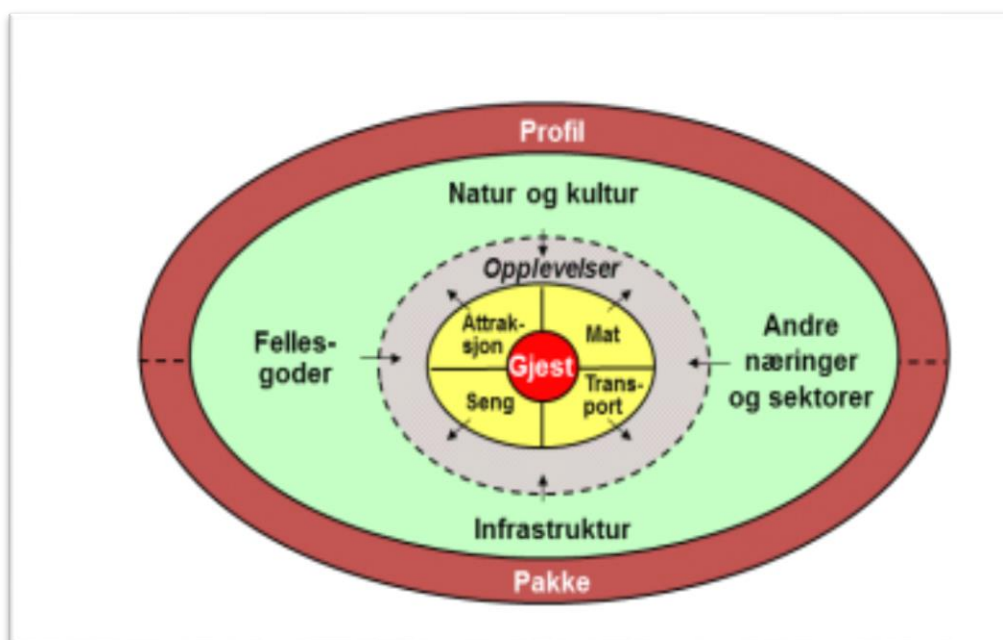 Profil
Natur og kultur
Opplevelser
Attrak-
sjon
Mat
Gjest
Seng
Trans-
port
Felles-
goder
Andre
næringer
og sektorer
Infrastruktur
Pakke